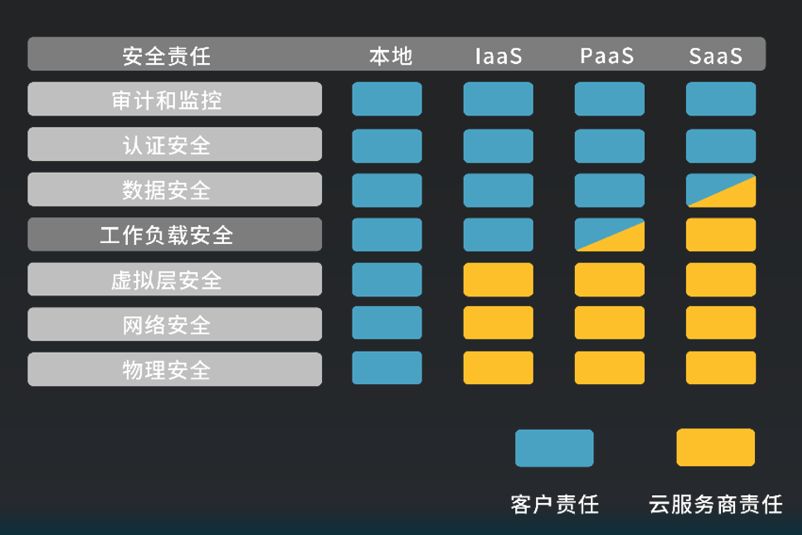 安全责任 本地 IaaS PaaS SaaS
审计和监控
认证安全
数据安全
工作负载安全
虚拟层安全
网络安全
物理安全
客户责任 云服务商责任